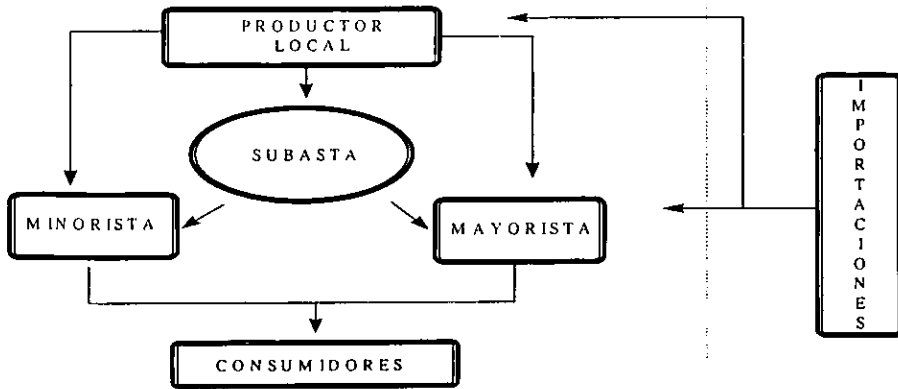 PRODUCTOR
LOCAL
SUBASTA
MINORISTA
MAYORISTA
CONSUMIDORES
IMPORTACIONES